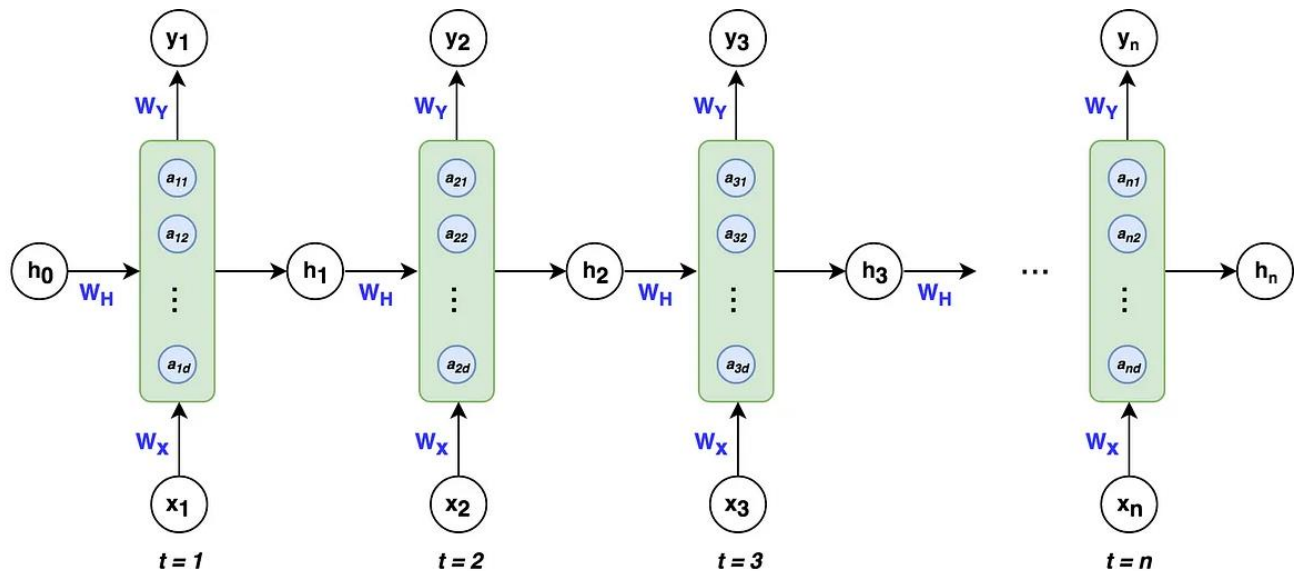 y1 y2 y3 yn
WY WY WY WY
a11 a21 a31 an1
a12 a22 a32 an2
h0 h1 h2 h3 ... hn
WH WH WH WH
⋮ ⋮ ⋮ ⋮
a1d a2d a3d and
WX WX WX WX
x1 x2 x3 xn
t = 1 t = 2 t = 3 t = n